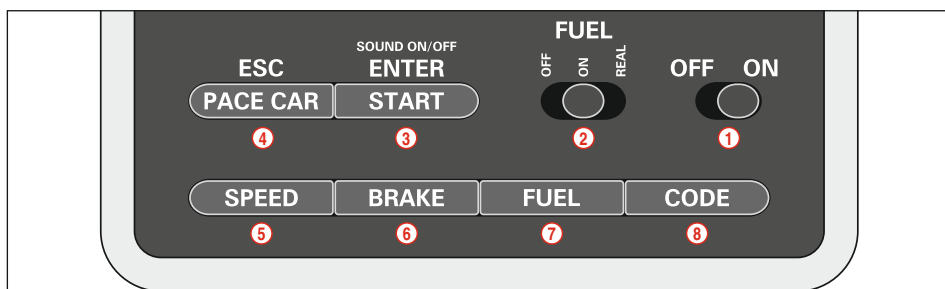 FUEL
SOUND ON/OFF
ESC ENTER OFF ON REAL OFF ON
PACE CAR START
4 3 2 1
SPEED BRAKE FUEL CODE
5 6 7 8